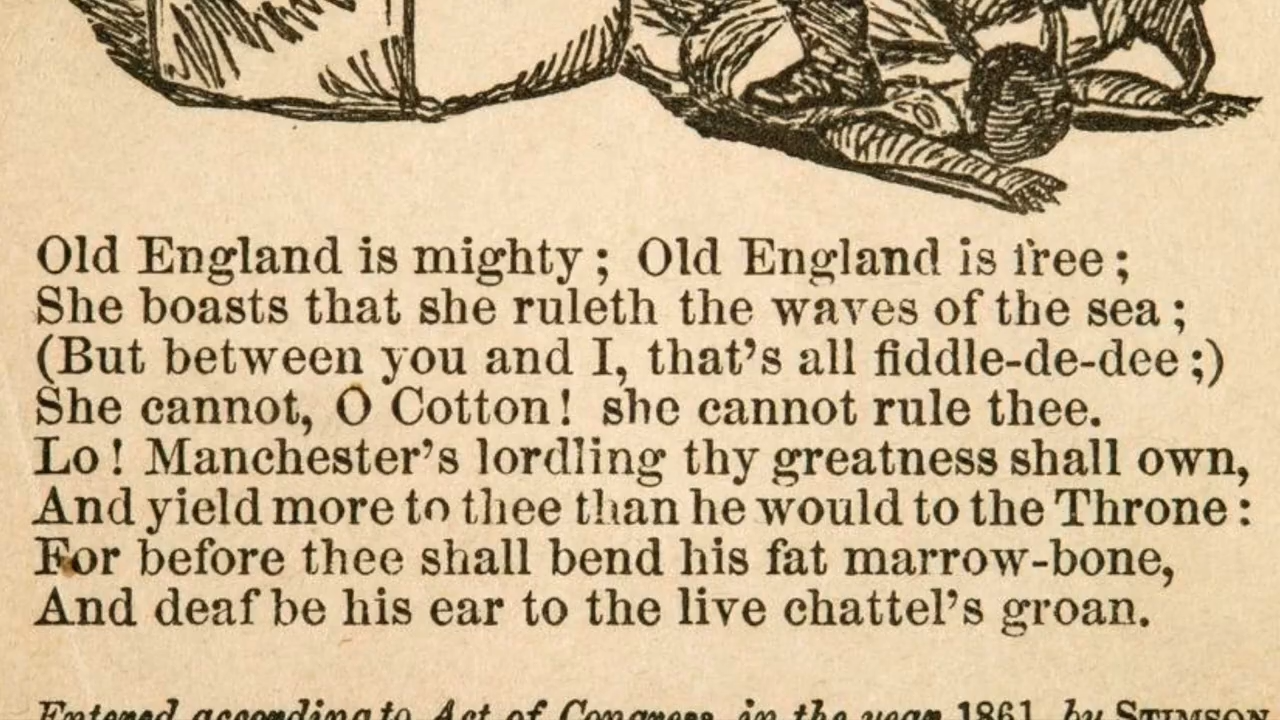 Old England is mighty; Old England is free;
She boasts that she ruleth the waves of the sea;
(But between you and I, that's all fiddle-de-dee;)
She cannot, O Cotton! she cannot rule thee.
Lo! Manchester's lordling thy greatness shall own,
And yield more to thee than he would to the Throne:
For before thee shall bend his fat marrow-bone,
And deaf be his ear to the live chattel's groan.
Entered according to Act of Congress, in the year 1861, by STIMSON